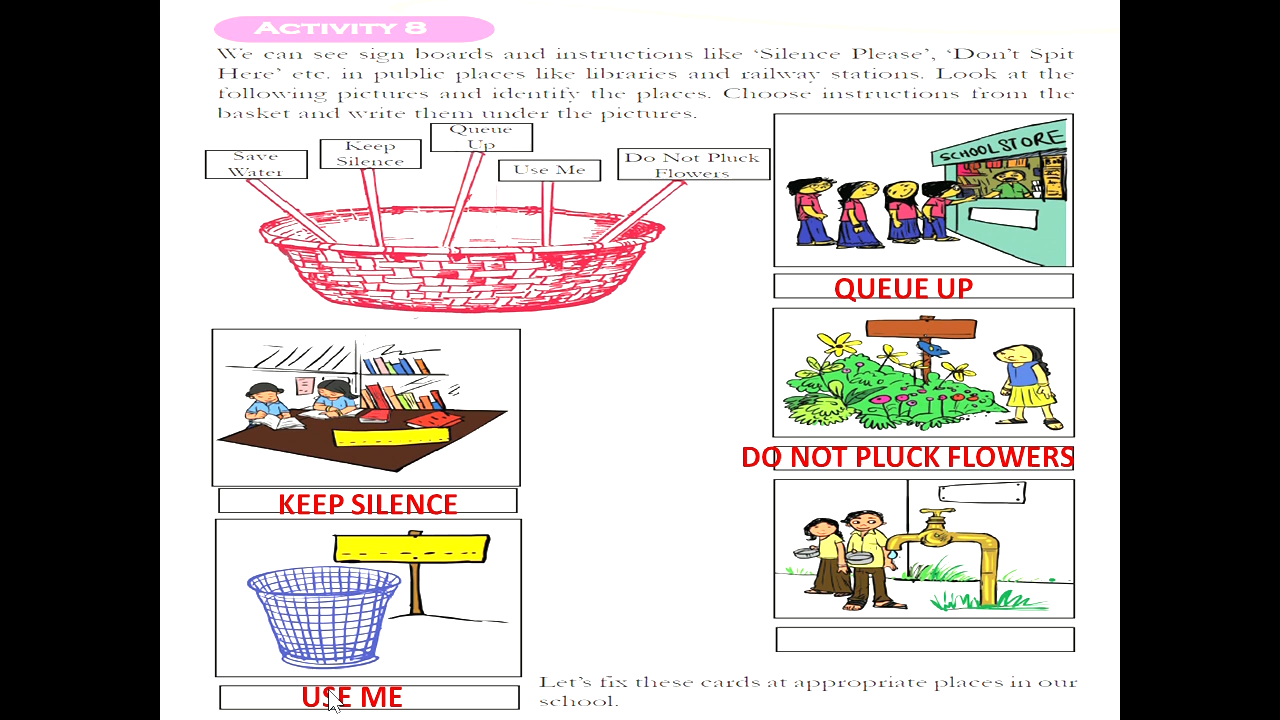 ACTIVITY 8
We can see sign boards and instructions like ‘Silence Please’, ‘Don’t Spit
Here’ etc. in public places like libraries and railway stations. Look at the
following pictures and identify the places. Choose instructions from the
basket and write them under the pictures.
Save
Water
Keep
Silence
Queue
Up
Use Me
Do Not Pluck
Flowers
SCHOOL STORE
QUEUE UP
DO NOT PLUCK FLOWERS
KEEP SILENCE
USE ME
Let’s fix these cards at appropriate places in our
school.